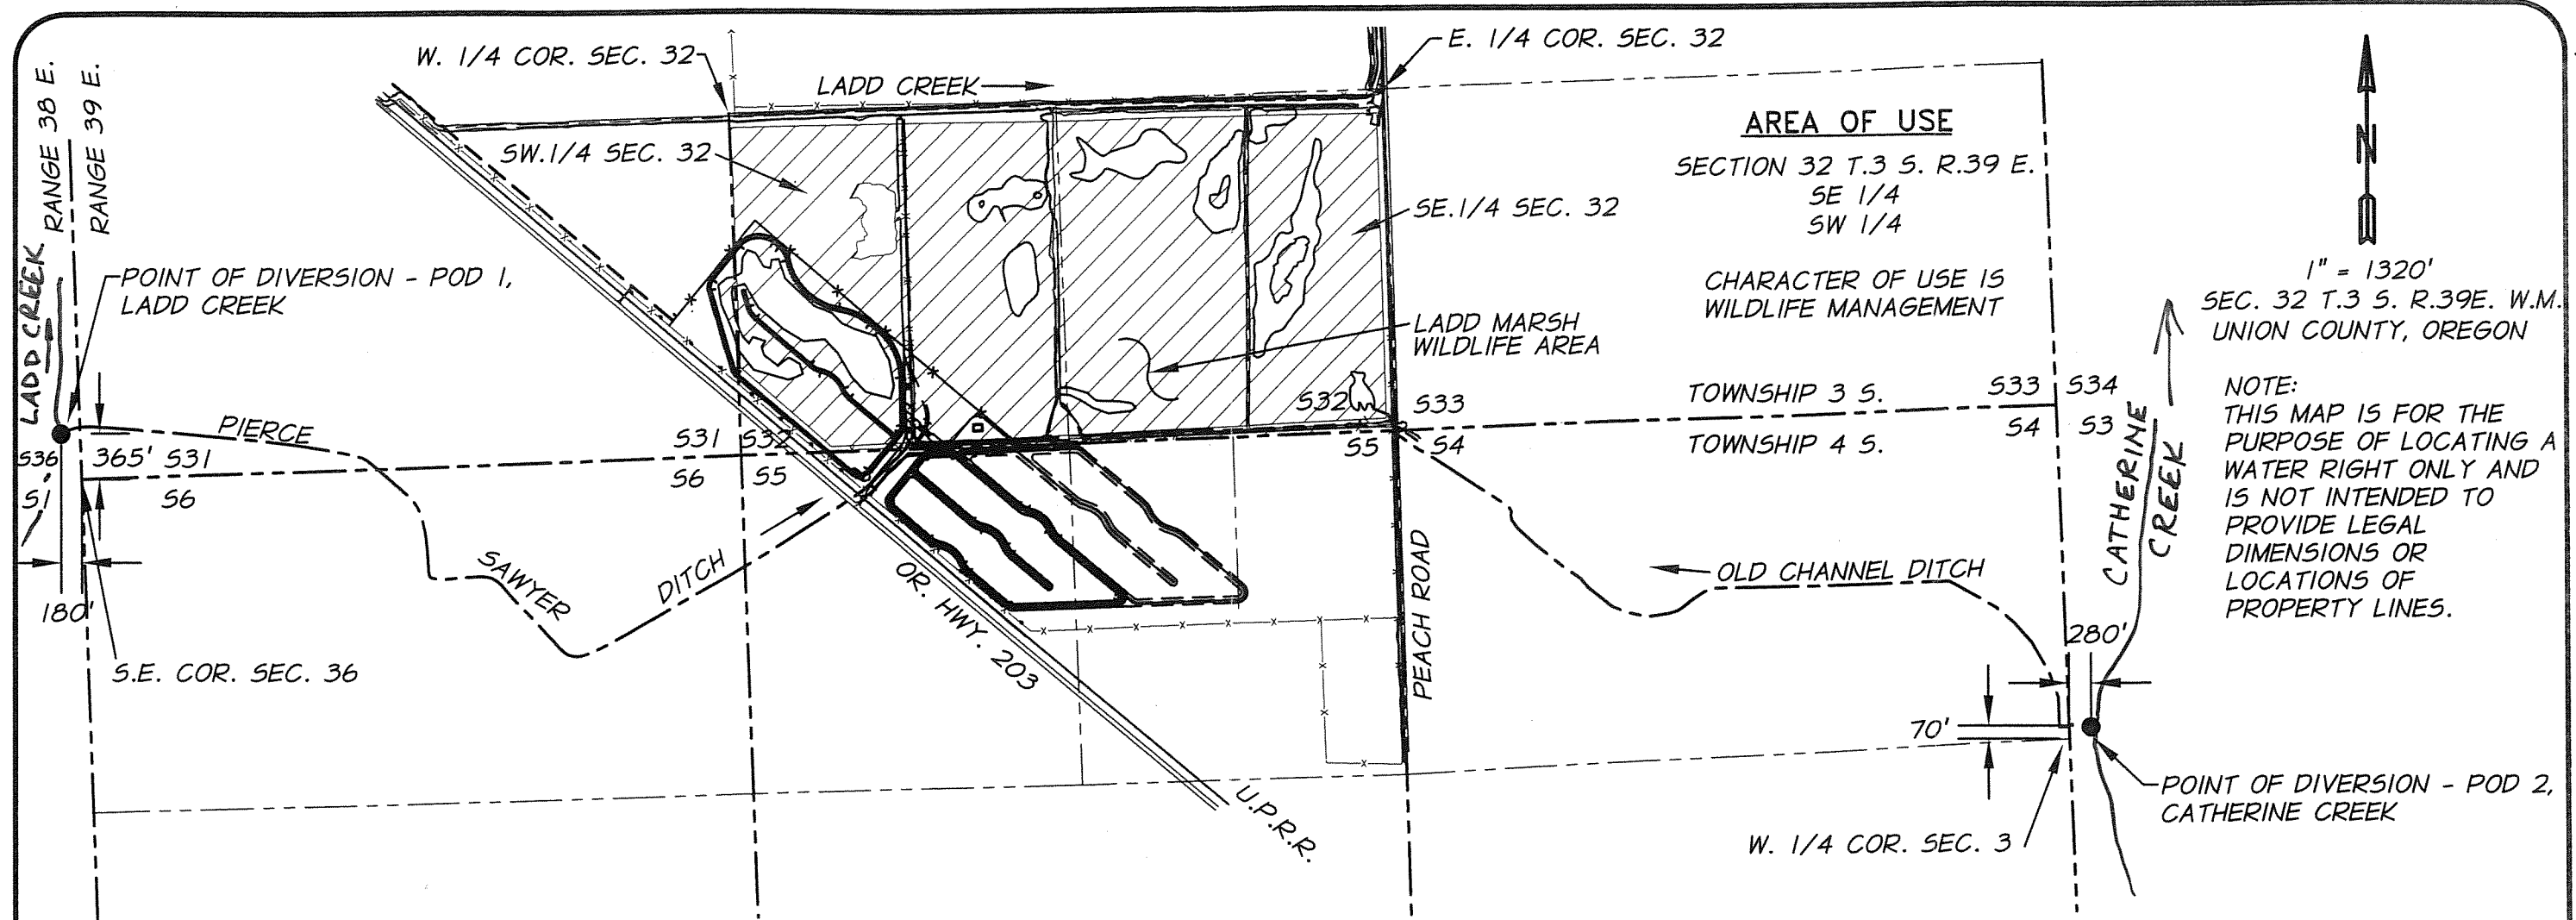 RANGE 38 E.
RANGE 39 E.
W. 1/4 COR. SEC. 32
LADD CREEK
E. 1/4 COR. SEC. 32
SW.1/4 SEC. 32
AREA OF USE
SECTION 32 T.3 S. R.39 E.
SE 1/4
SW 1/4
CHARACTER OF USE IS
WILDLIFE MANAGEMENT
SE.1/4 SEC. 32
LADD MARSH
WILDLIFE AREA
N
1" = 1320'
SEC. 32 T.3 S. R.39E. W.M.
UNION COUNTY, OREGON
NOTE:
THIS MAP IS FOR THE
PURPOSE OF LOCATING A
WATER RIGHT ONLY AND
IS NOT INTENDED TO
PROVIDE LEGAL
DIMENSIONS OR
LOCATIONS OF
PROPERTY LINES.
LADD CREEK
POINT OF DIVERSION - POD 1,
LADD CREEK
PIERCE
SAWYER
DITCH
S36
365'
S31
S1
S6
180'
S.E. COR. SEC. 36
S31
S32
S6
S5
S32
S33
S5
S4
TOWNSHIP 3 S.
TOWNSHIP 4 S.
S33
S34
S4
S3
OR. HWY. 203
U.P.R.R.
PEACH ROAD
OLD CHANNEL DITCH
CATHERINE
CREEK
280'
70'
W. 1/4 COR. SEC. 3
POINT OF DIVERSION - POD 2,
CATHERINE CREEK